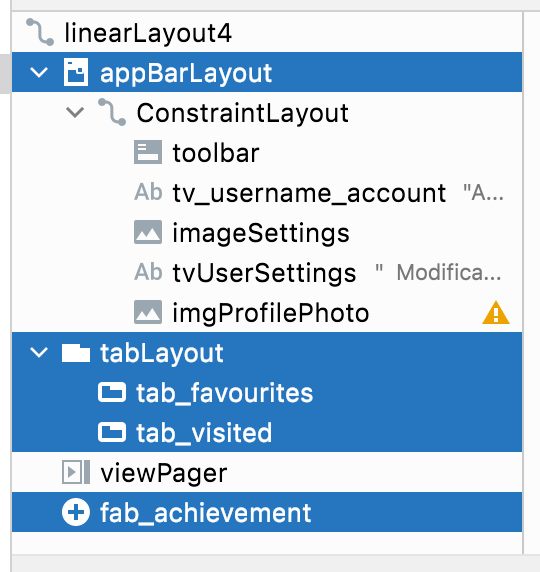 linearLayout4
appBarLayout
ConstraintLayout
toolbar
Ab tv_username_account "A...
imageSettings
Ab tvUserSettings " Modifica...
imgProfilePhoto
tabLayout
tab_favourites
tab_visited
viewPager
fab_achievement